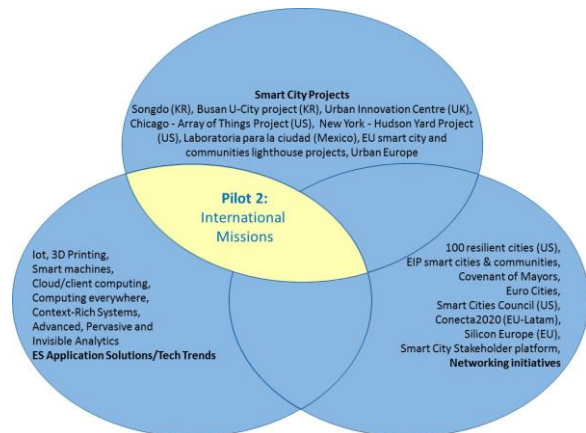 Smart City Projects
Songdo (KR), Busan U-City project (KR), Urban Innovation Centre (UK),
Chicago - Array of Things Project (US), New York - Hudson Yard Project
(US), Laboratoria para la ciudad (Mexico), EU smart city and
communities lighthouse projects, Urban Europe
Pilot 2:
International
Missions
Iot, 3D Printing,
Smart machines,
Cloud/client computing,
Computing everywhere,
Context-Rich Systems,
Advanced, Pervasive and
Invisible Analytics
ES Application Solutions/Tech Trends
100 resilient cities (US),
EIP smart cities & communities,
Covenant of Mayors,
Euro Cities,
Smart Cities Council (US),
Conecta2020 (EU-Latam),
Silicon Europe (EU),
Smart City Stakeholder platform,
Networking initiatives